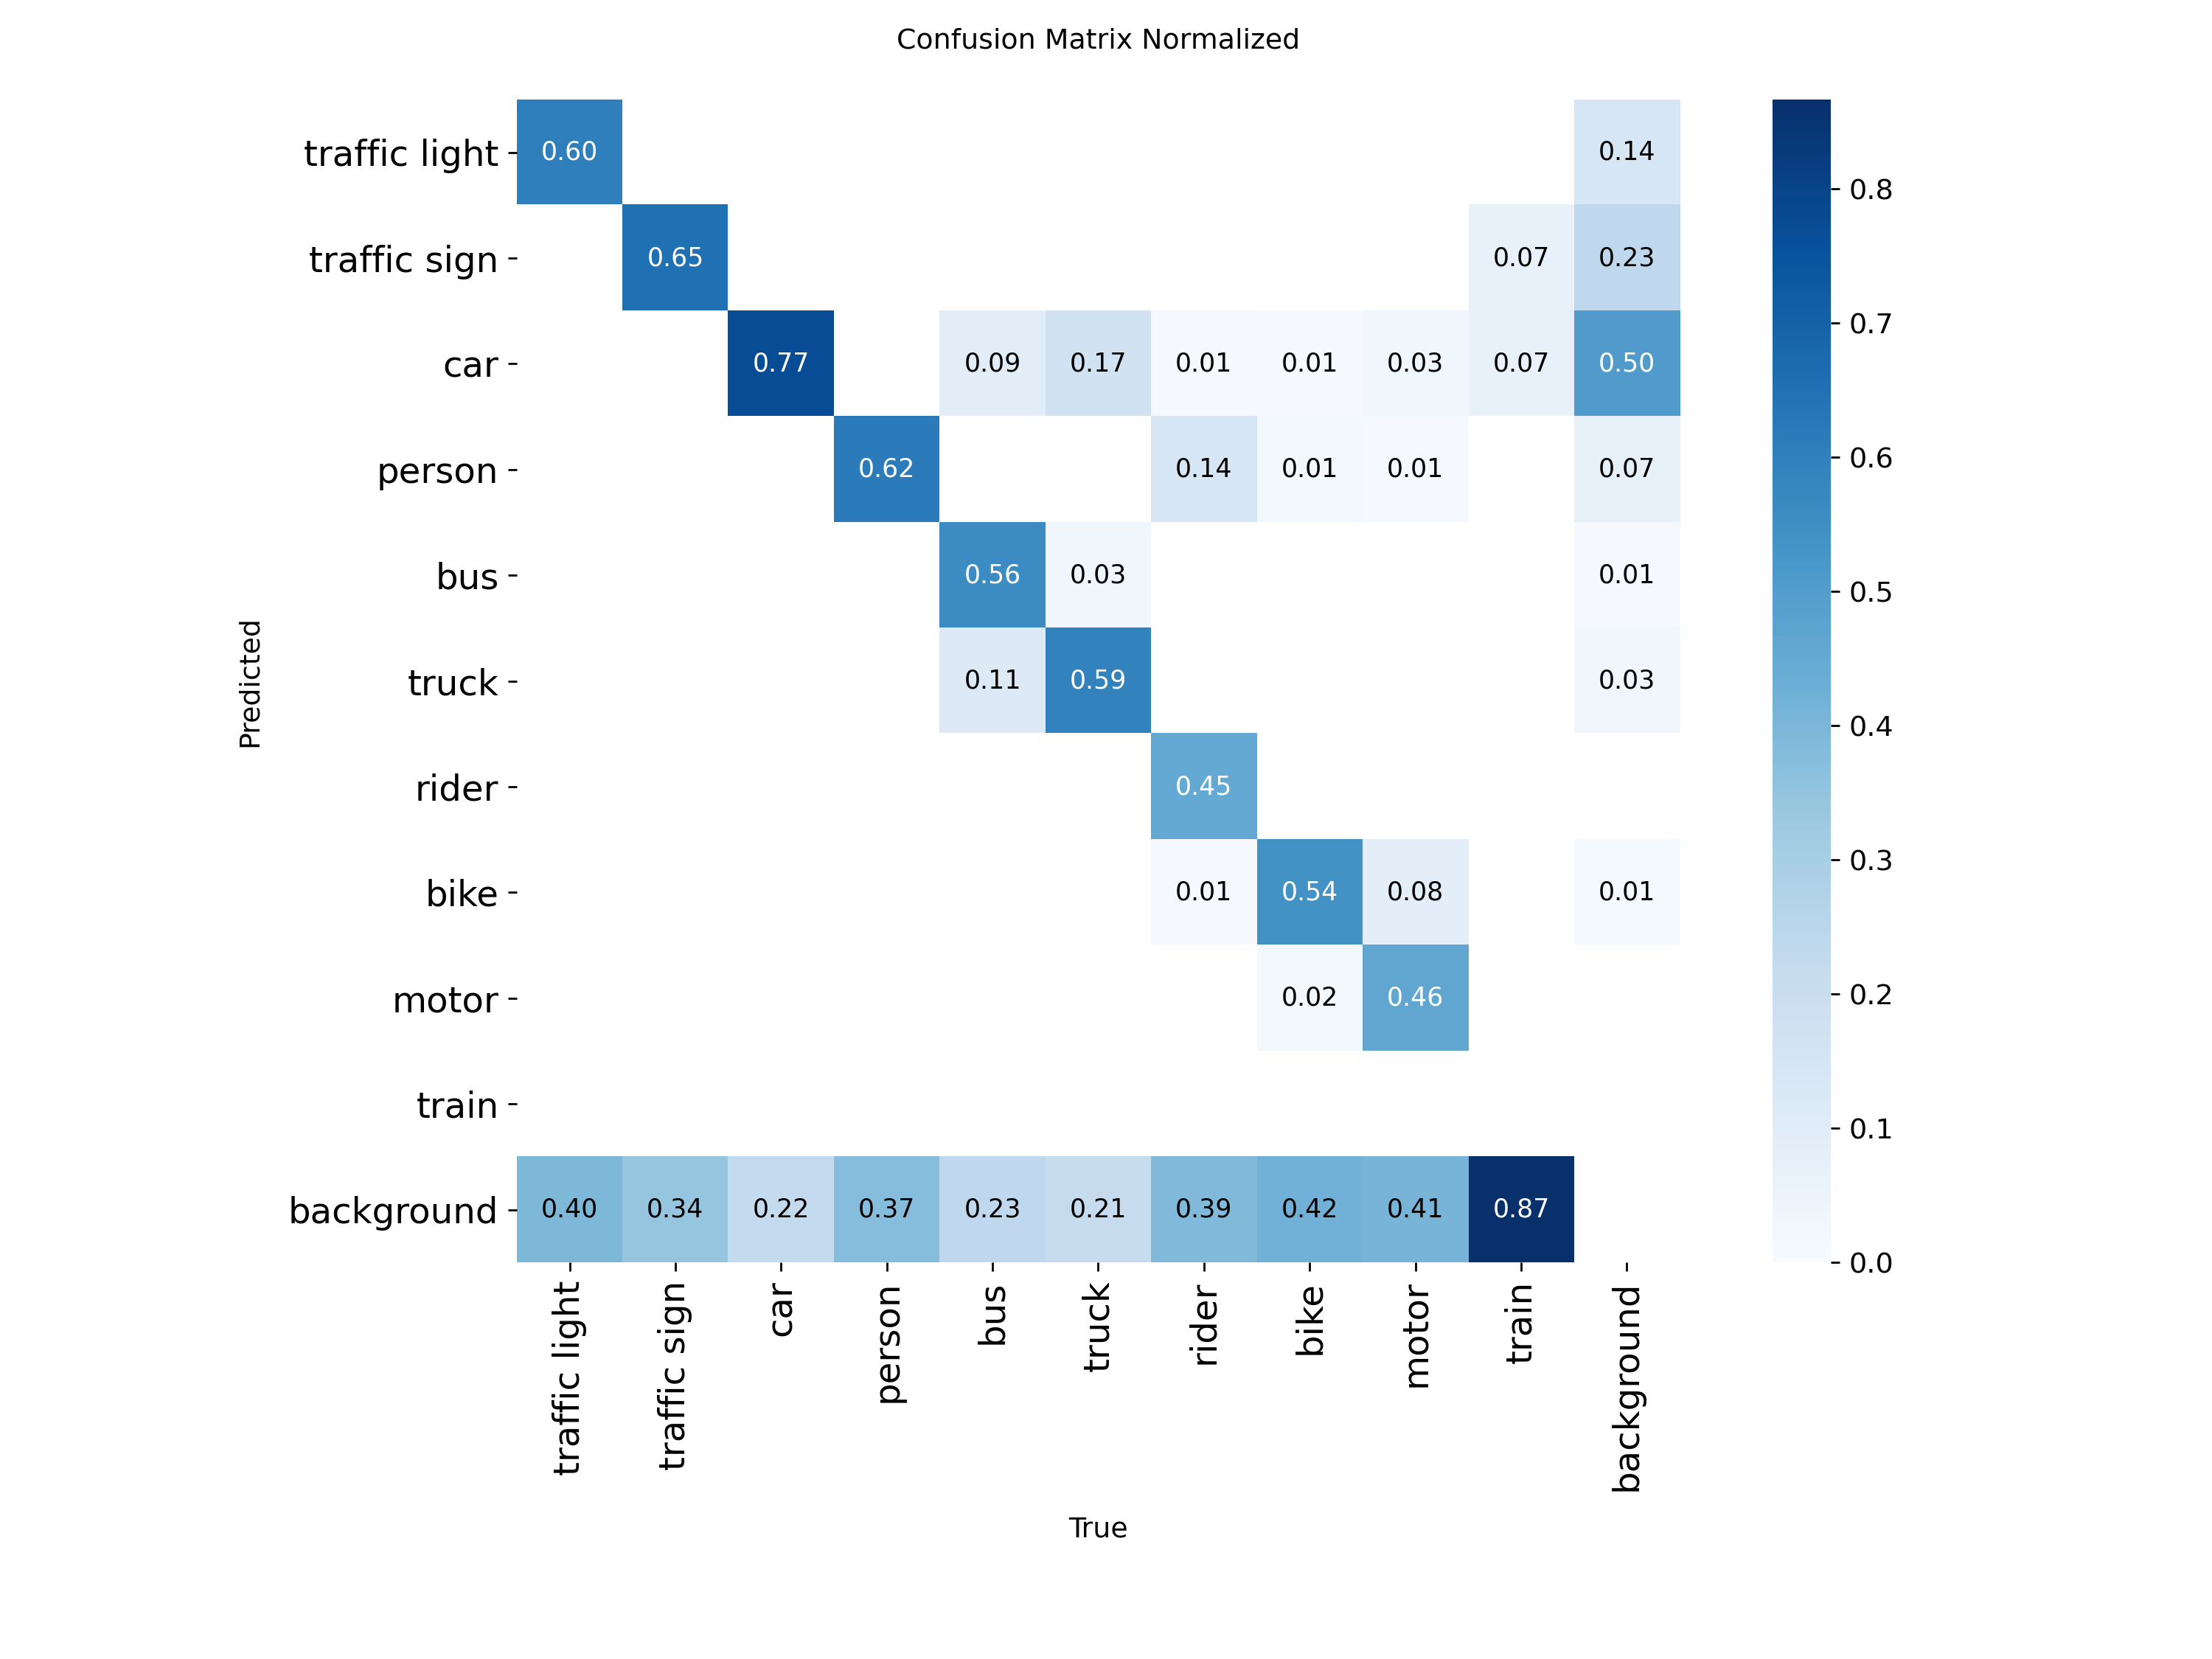 Confusion Matrix Normalized
traffic light 0.60 0.14 0.8
traffic sign 0.65 0.07 0.23
0.7
car 0.77 0.09 0.17 0.01 0.01 0.03 0.07 0.50
0.6
person 0.62 0.14 0.01 0.01 0.07
bus 0.56 0.03 0.01 0.5
Predicted
truck 0.11 0.59 0.03
0.4
rider 0.45
0.3
bike 0.01 0.54 0.08 0.01
motor 0.02 0.46 0.2
train 0.1
background 0.40 0.34 0.22 0.37 0.23 0.21 0.39 0.42 0.41 0.87
0.0
traffic light traffic sign car person bus truck rider bike motor train background
True